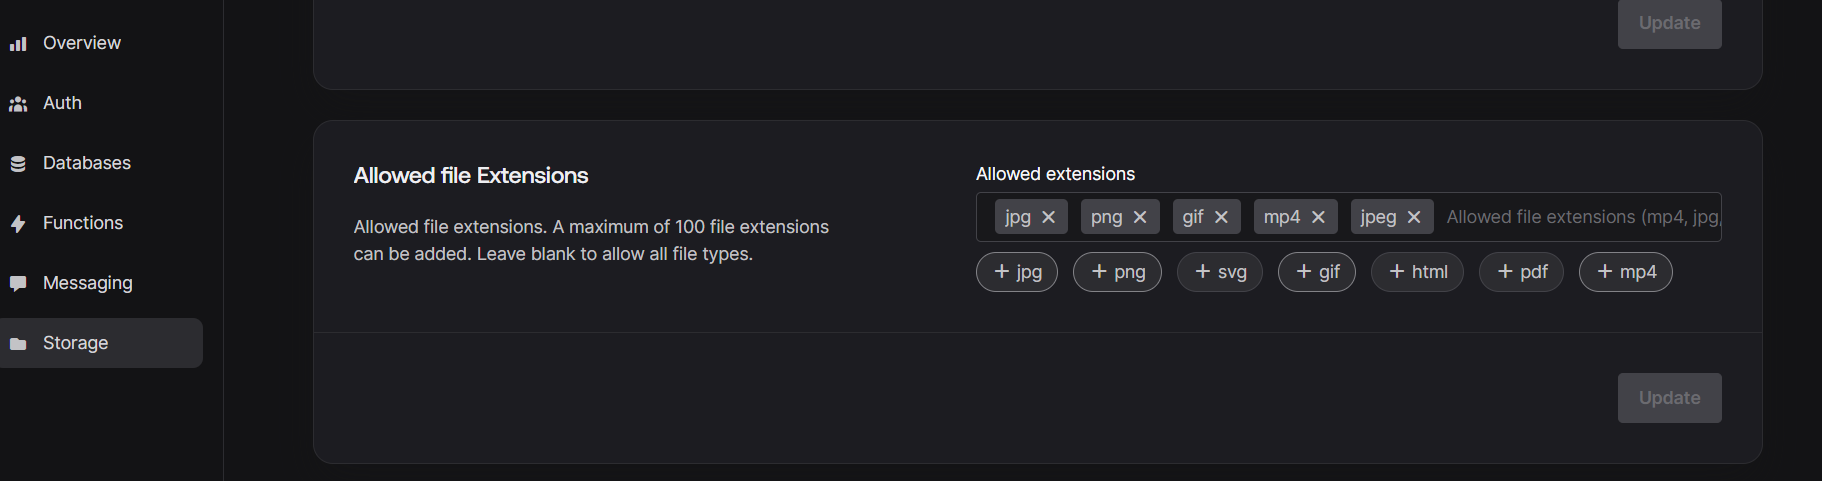 Overview
Auth
Databases
Functions
Messaging
Storage
Update
Allowed file Extensions
Allowed file extensions. A maximum of 100 file extensions
can be added. Leave blank to allow all file types.
Allowed extensions
jpg png gif mp4 jpeg Allowed file extensions (mp4, jpg,
+ jpg + png + svg + gif + html + pdf + mp4
Update